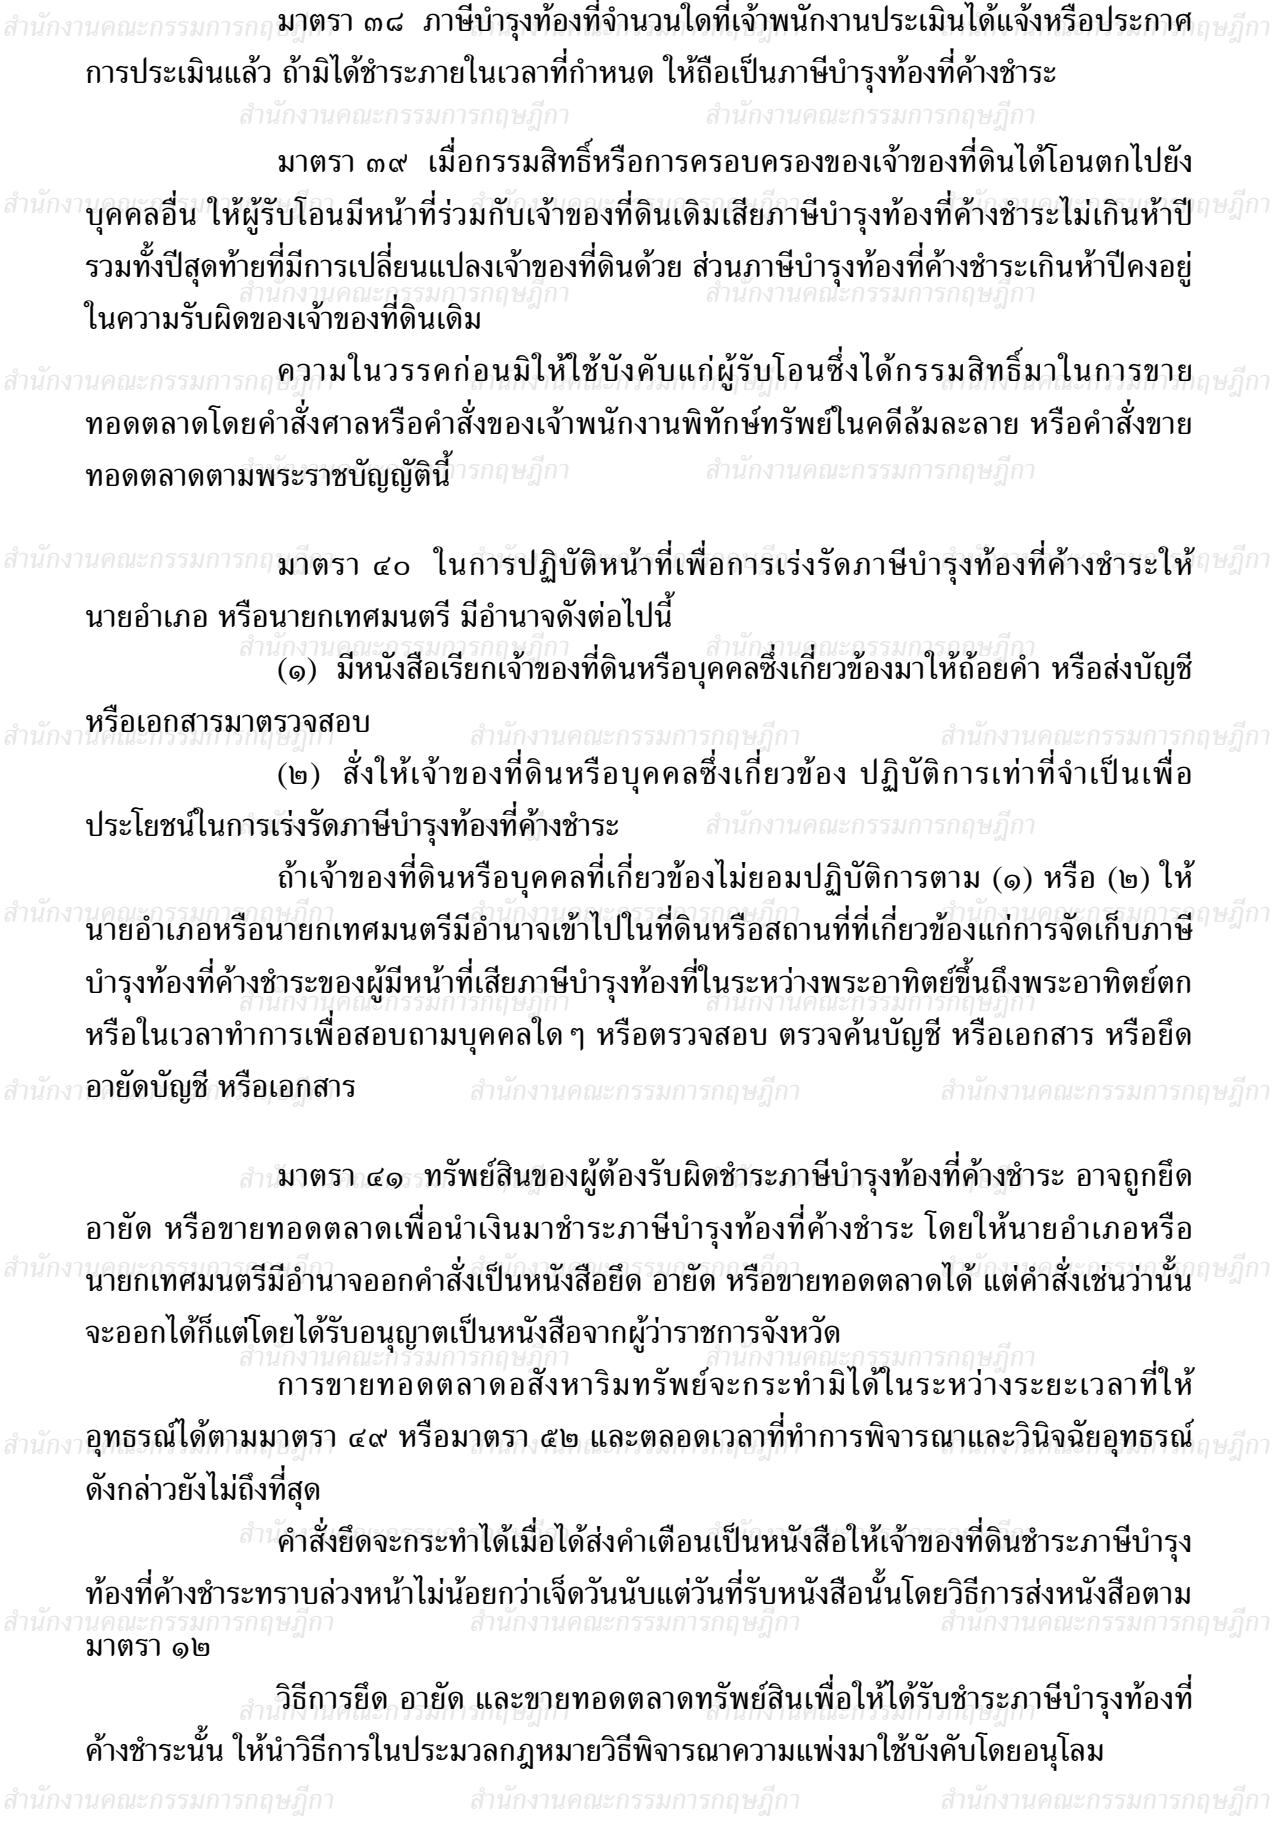 มาตรา ๓๘  ภาษีบำรุงท้องที่จำนวนใดที่เจ้าพนักงานประเมินได้แจ้งหรือประกาศ
การประเมินแล้ว ถ้ามิได้ชำระภายในเวลาที่กำหนด ให้ถือเป็นภาษีบำรุงท้องที่ค้างชำระ
มาตรา ๓๙  เมื่อกรรมสิทธิ์หรือการครอบครองของเจ้าของที่ดินได้โอนตกไปยัง
บุคคลอื่น ให้ผู้รับโอนมีหน้าที่ร่วมกับเจ้าของที่ดินเดิมเสียภาษีบำรุงท้องที่ค้างชำระไม่เกินห้าปี
รวมทั้งปีสุดท้ายที่มีการเปลี่ยนแปลงเจ้าของที่ดินด้วย ส่วนภาษีบำรุงท้องที่ค้างชำระเกินห้าปีคงอยู่
ในความรับผิดของเจ้าของที่ดินเดิม
ความในวรรคก่อนมิให้ใช้บังคับแก่ผู้รับโอนซึ่งได้กรรมสิทธิ์มาในการขาย
ทอดตลาดโดยคำสั่งศาลหรือคำสั่งของเจ้าพนักงานพิทักษ์ทรัพย์ในคดีล้มละลาย หรือคำสั่งขาย
ทอดตลาดตามพระราชบัญญัตินี้
มาตรา ๔๐  ในการปฏิบัติหน้าที่เพื่อการเร่งรัดภาษีบำรุงท้องที่ค้างชำระให้
นายอำเภอ หรือนายกเทศมนตรี มีอำนาจดังต่อไปนี้
(๑)  มีหนังสือเรียกเจ้าของที่ดินหรือบุคคลซึ่งเกี่ยวข้องมาให้ถ้อยคำ หรือส่งบัญชี
หรือเอกสารมาตรวจสอบ
(๒)  สั่งให้เจ้าของที่ดินหรือบุคคลซึ่งเกี่ยวข้อง ปฏิบัติการเท่าที่จำเป็นเพื่อ
ประโยชน์ในการเร่งรัดภาษีบำรุงท้องที่ค้างชำระ
ถ้าเจ้าของที่ดินหรือบุคคลที่เกี่ยวข้องไม่ยอมปฏิบัติการตาม (๑) หรือ (๒) ให้
นายอำเภอหรือนายกเทศมนตรีมีอำนาจเข้าไปในที่ดินหรือสถานที่ที่เกี่ยวข้องแก่การจัดเก็บภาษี
บำรุงท้องที่ค้างชำระของผู้มีหน้าที่เสียภาษีบำรุงท้องที่ในระหว่างพระอาทิตย์ขึ้นถึงพระอาทิตย์ตก
หรือในเวลาทำการเพื่อสอบถามบุคคลใด ๆ หรือตรวจสอบ ตรวจค้นบัญชี หรือเอกสาร หรือยึด
อายัดบัญชี หรือเอกสาร
มาตรา ๔๑  ทรัพย์สินของผู้ต้องรับผิดชำระภาษีบำรุงท้องที่ค้างชำระ อาจถูกยึด
อายัด หรือขายทอดตลาดเพื่อนำเงินมาชำระภาษีบำรุงท้องที่ค้างชำระ โดยให้นายอำเภอหรือ
นายกเทศมนตรีมีอำนาจออกคำสั่งเป็นหนังสือยึด อายัด หรือขายทอดตลาดได้ แต่คำสั่งเช่นว่านั้น
จะออกได้ก็แต่โดยได้รับอนุญาตเป็นหนังสือจากผู้ว่าราชการจังหวัด
การขายทอดตลาดอสังหาริมทรัพย์จะกระทำมิได้ในระหว่างระยะเวลาที่ให้
อุทธรณ์ได้ตามมาตรา ๔๙ หรือมาตรา ๕๒ และตลอดเวลาที่ทำการพิจารณาและวินิจฉัยอุทธรณ์
ดังกล่าวยังไม่ถึงที่สุด
คำสั่งยึดจะกระทำได้เมื่อได้ส่งคำเตือนเป็นหนังสือให้เจ้าของที่ดินชำระภาษีบำรุง
ท้องที่ค้างชำระทราบล่วงหน้าไม่น้อยกว่าเจ็ดวันนับแต่วันที่รับหนังสือนั้นโดยวิธีการส่งหนังสือตาม
มาตรา ๑๒
วิธีการยึด อายัด และขายทอดตลาดทรัพย์สินเพื่อให้ได้รับชำระภาษีบำรุงท้องที่
ค้างชำระนั้น ให้นำวิธีการในประมวลกฎหมายวิธีพิจารณาความแพ่งมาใช้บังคับโดยอนุโลม
สำนักงานคณะกรรมการกฤษฎีกา สำนักงานคณะกรรมการกฤษฎีกา สำนักงานคณะกรรมการกฤษฎีกา